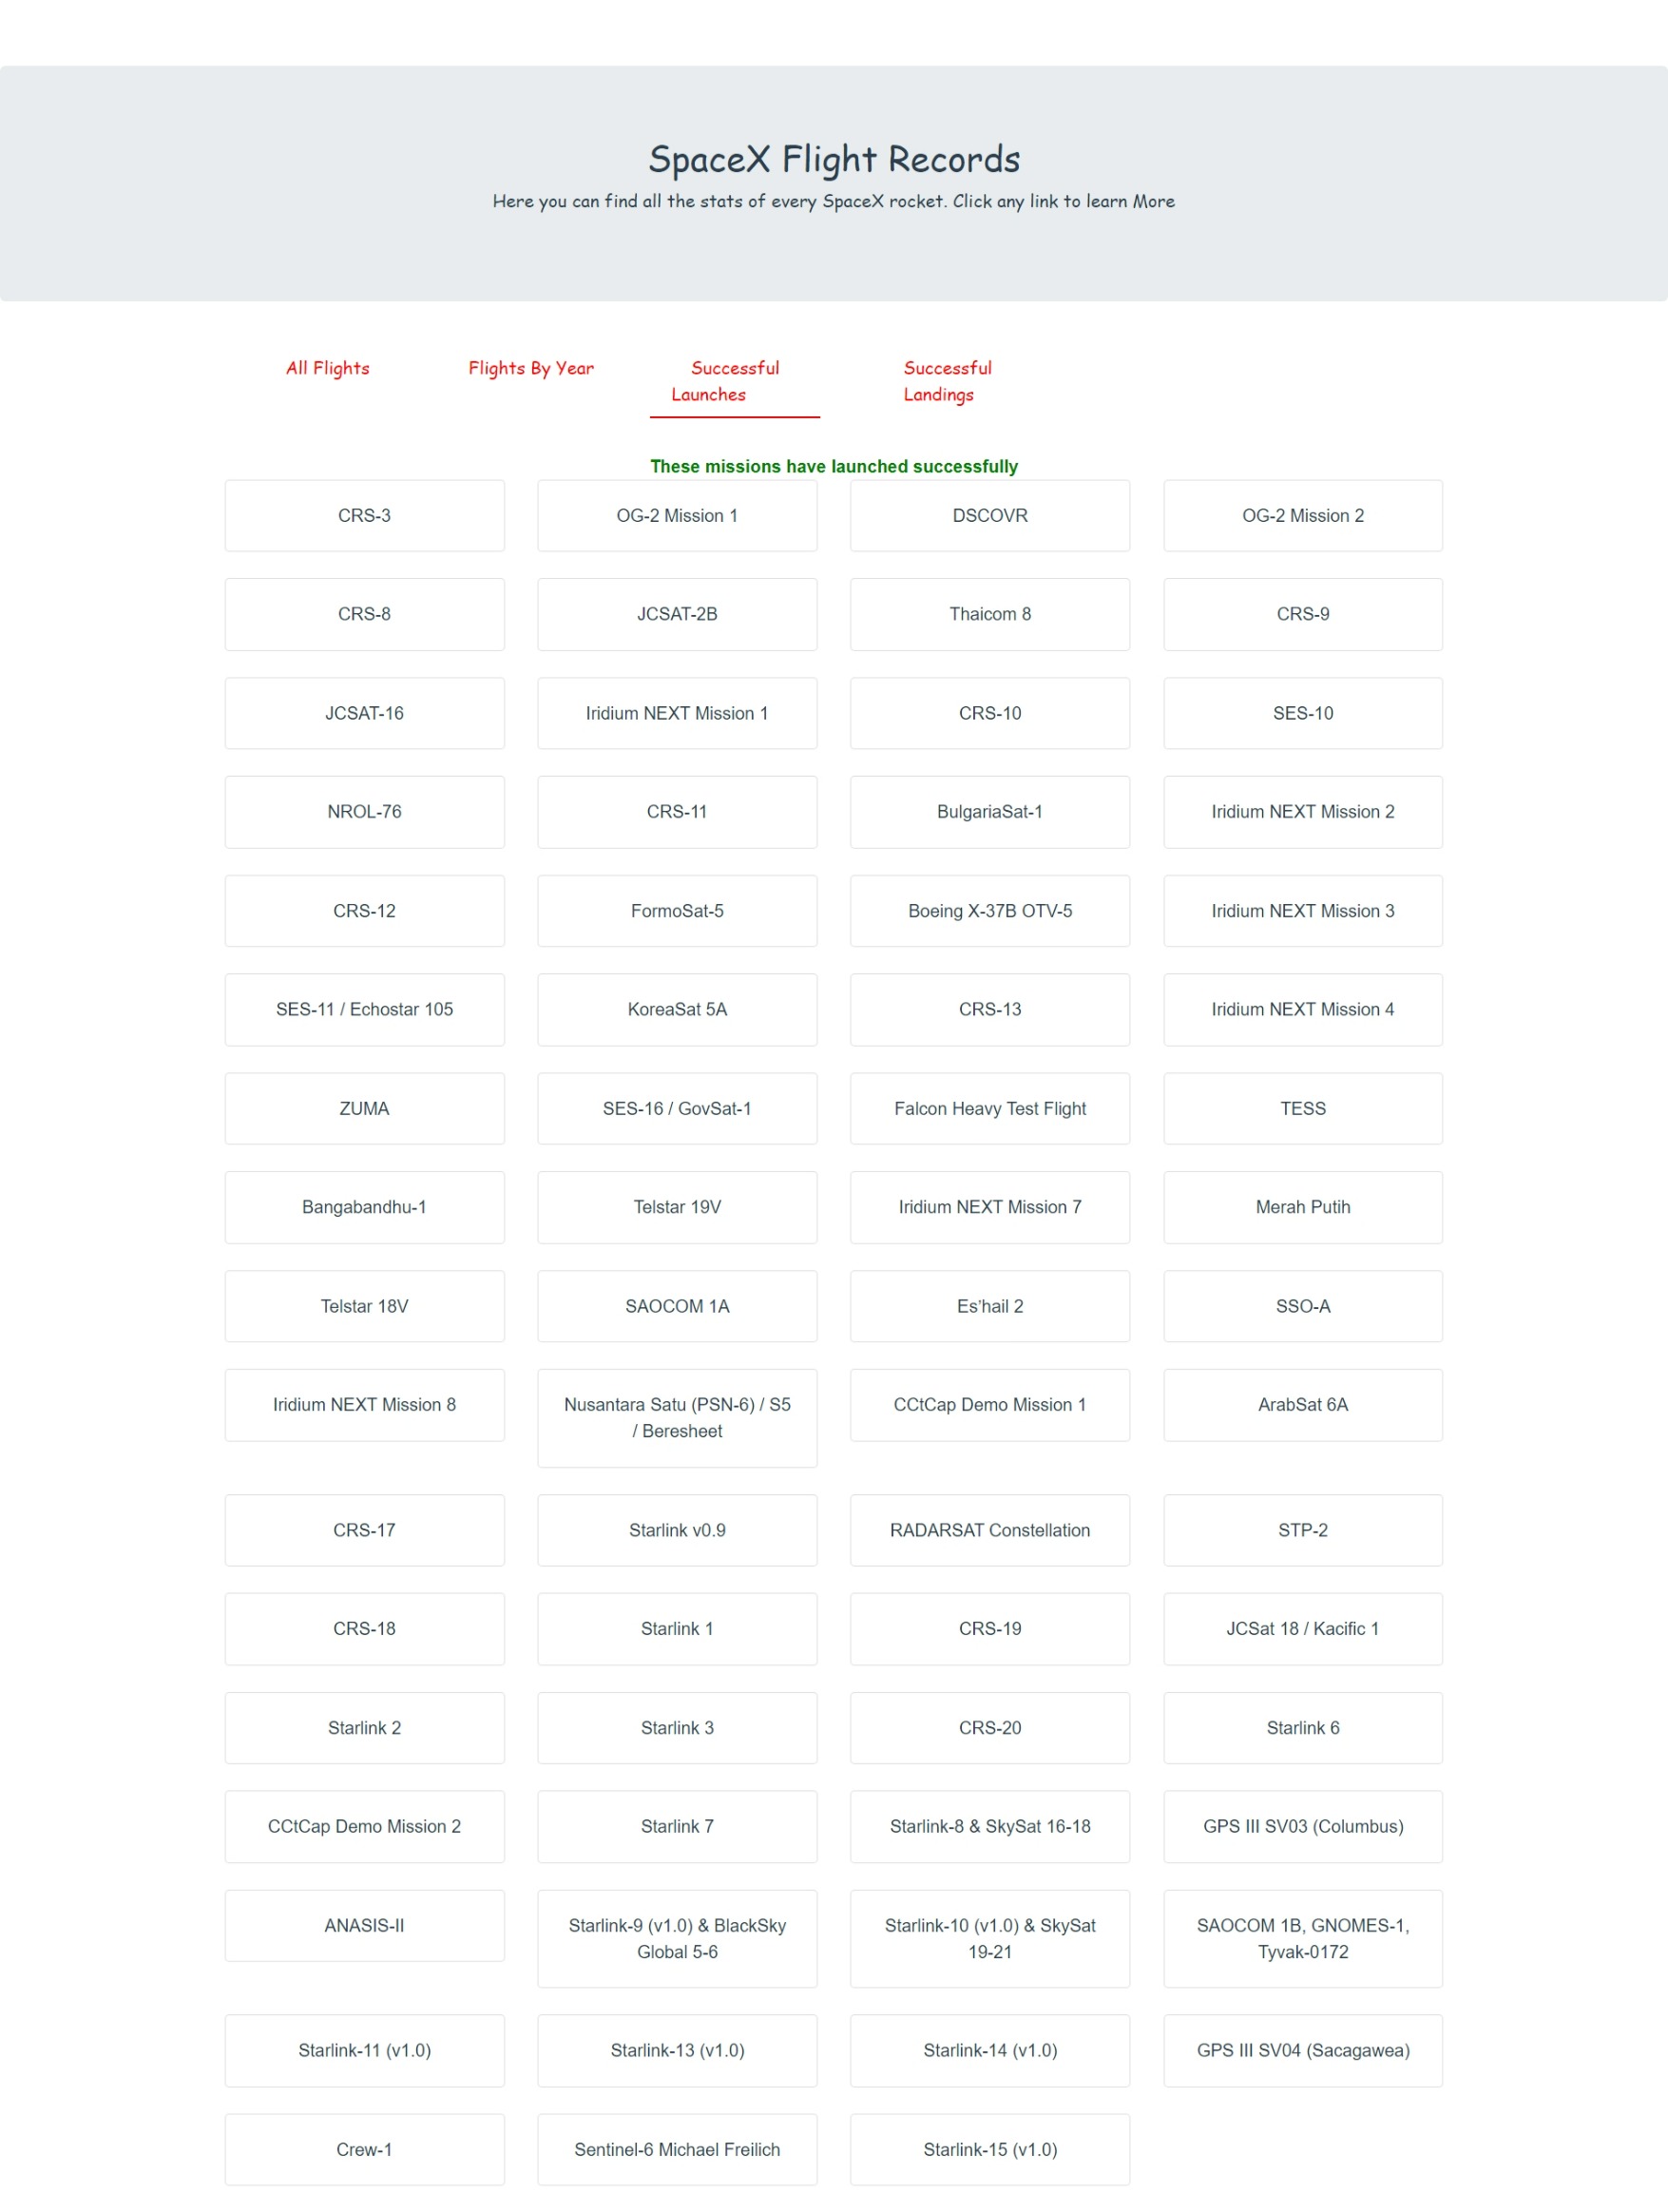 SpaceX Flight Records
Here you can find all the stats of every SpaceX rocket. Click any link to learn More
All Flights
Flights By Year
Successful
Launches
Successful
Landings
These missions have launched successfully
CRS-3
OG-2 Mission 1
DSCOVR
OG-2 Mission 2
CRS-8
JCSAT-2B
Thaicom 8
CRS-9
JCSAT-16
Iridium NEXT Mission 1
CRS-10
SES-10
NROL-76
CRS-11
BulgariaSat-1
Iridium NEXT Mission 2
CRS-12
FormoSat-5
Boeing X-37B OTV-5
Iridium NEXT Mission 3
SES-11 / Echostar 105
KoreaSat 5A
CRS-13
Iridium NEXT Mission 4
ZUMA
SES-16 / GovSat-1
Falcon Heavy Test Flight
TESS
Bangabandhu-1
Telstar 19V
Iridium NEXT Mission 7
Merah Putih
Telstar 18V
SAOCOM 1A
Es'hail 2
SSO-A
Iridium NEXT Mission 8
Nusantara Satu (PSN-6) / S5
/ Beresheet
CCtCap Demo Mission 1
ArabSat 6A
CRS-17
Starlink v0.9
RADARSAT Constellation
STP-2
CRS-18
Starlink 1
CRS-19
JCSat 18 / Kacific 1
Starlink 2
Starlink 3
CRS-20
Starlink 6
CCtCap Demo Mission 2
Starlink 7
Starlink-8 & SkySat 16-18
GPS III SV03 (Columbus)
ANASIS-II
Starlink-9 (v1.0) & BlackSky
Global 5-6
Starlink-10 (v1.0) & SkySat
19-21
SAOCOM 1B, GNOMES-1,
Tyvak-0172
Starlink-11 (v1.0)
Starlink-13 (v1.0)
Starlink-14 (v1.0)
GPS III SV04 (Sacagawea)
Crew-1
Sentinel-6 Michael Freilich
Starlink-15 (v1.0)